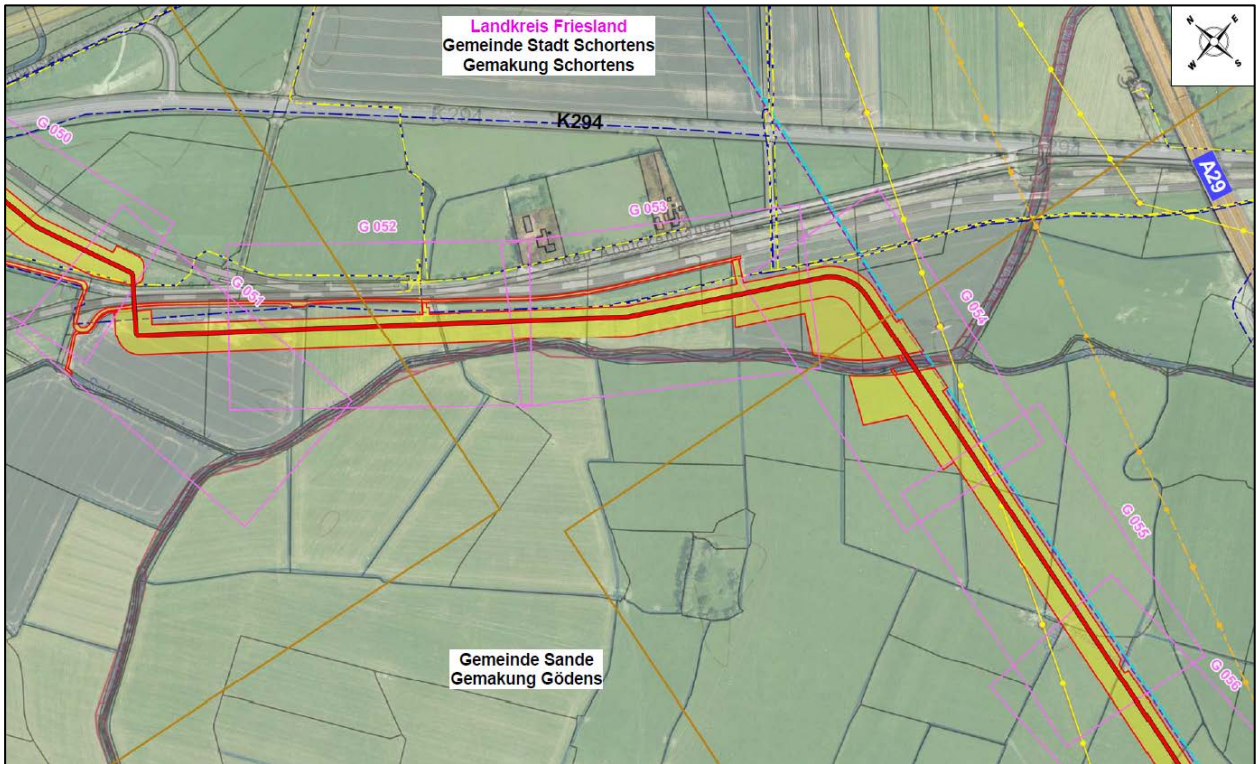 Landkreis Friesland
Gemeinde Stadt Schortens
Gemakung Schortens
N
E
W
S
K294
A29
G 050
G 052
G 053
G 051
G 054
G 055
G 056
Gemeinde Sande
Gemakung Gödens